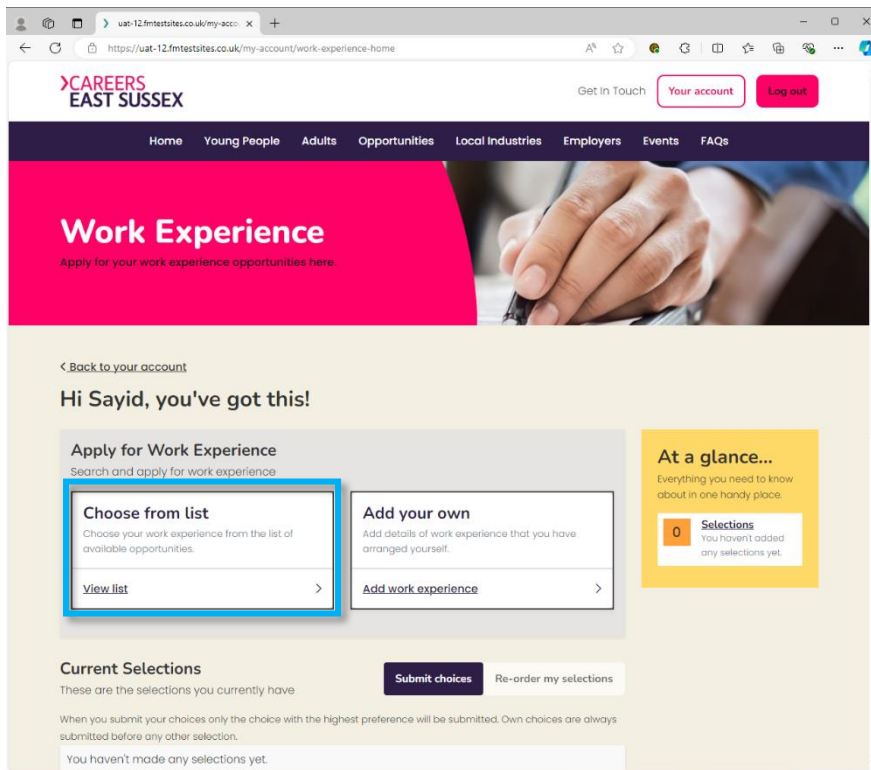 uat-12.fmtestsites.co.uk/my-acco
https://uat-12.fmtestsites.co.uk/my-account/work-experience-home
CAREERS
EAST SUSSEX
Get In Touch
Your account
Log out
Home Young People Adults Opportunities Local Industries Employers Events FAQs
Work Experience
Apply for your work experience opportunities here.
Back to your account
Hi Sayid, you've got this!
Apply for Work Experience
Search and apply for work experience
Choose from list
Choose your work experience from the list of
available opportunities.
View list
Add your own
Add details of work experience that you have
arranged yourself.
Add work experience
At a glance...
Everything you need to know
about in one handy place.
0
Selections
You haven't added
any selections yet.
Current Selections
These are the selections you currently have
Submit choices
Re-order my selections
When you submit your choices only the choice with the highest preference will be submitted. Own choices are always
submitted before any other selection.
You haven't made any selections yet.